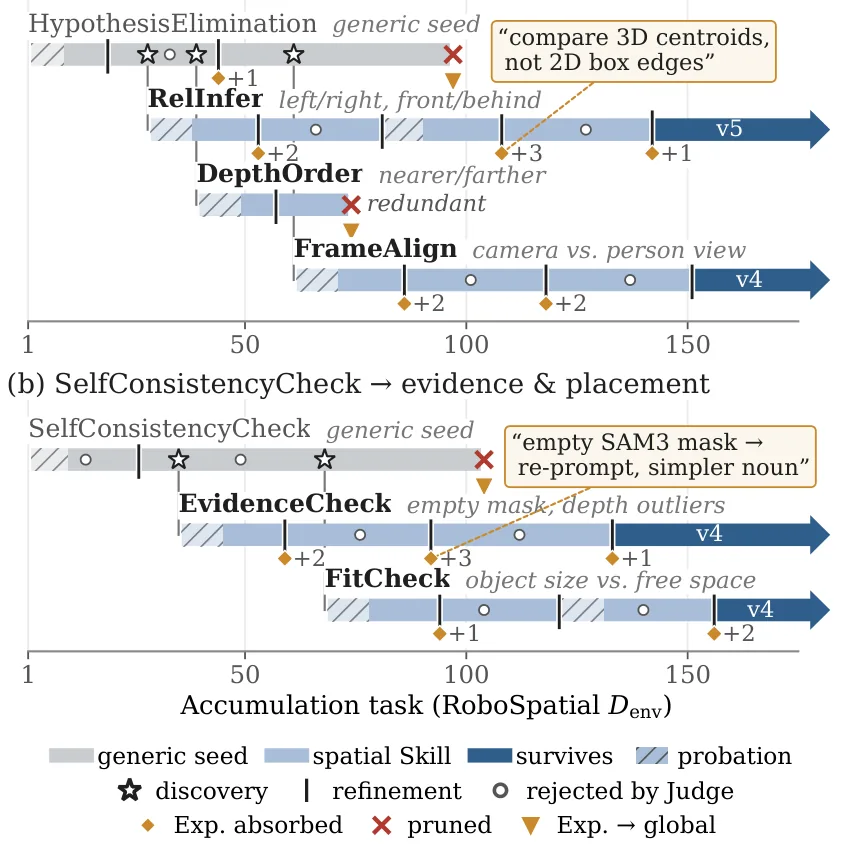 HypothesisElimination generic seed
“compare 3D centroids,
not 2D box edges”
+1
RelInfer left/right, front/behind
v5
+2
+3
+1
DepthOrder nearer/farther
redundant
FrameAlign camera vs. person view
v4
+2
+2
1 50 100 150
(b) SelfConsistencyCheck → evidence & placement
SelfConsistencyCheck generic seed
“empty SAM3 mask →
re-prompt, simpler noun”
EvidenceCheck empty mask, depth outliers
v4
+2
+3
+1
FitCheck object size vs. free space
v4
+1
+2
1 50 100 150
Accumulation task (RoboSpatial Denv)
generic seed spatial Skill survives probation
discovery refinement rejected by Judge
Exp. absorbed pruned Exp. → global